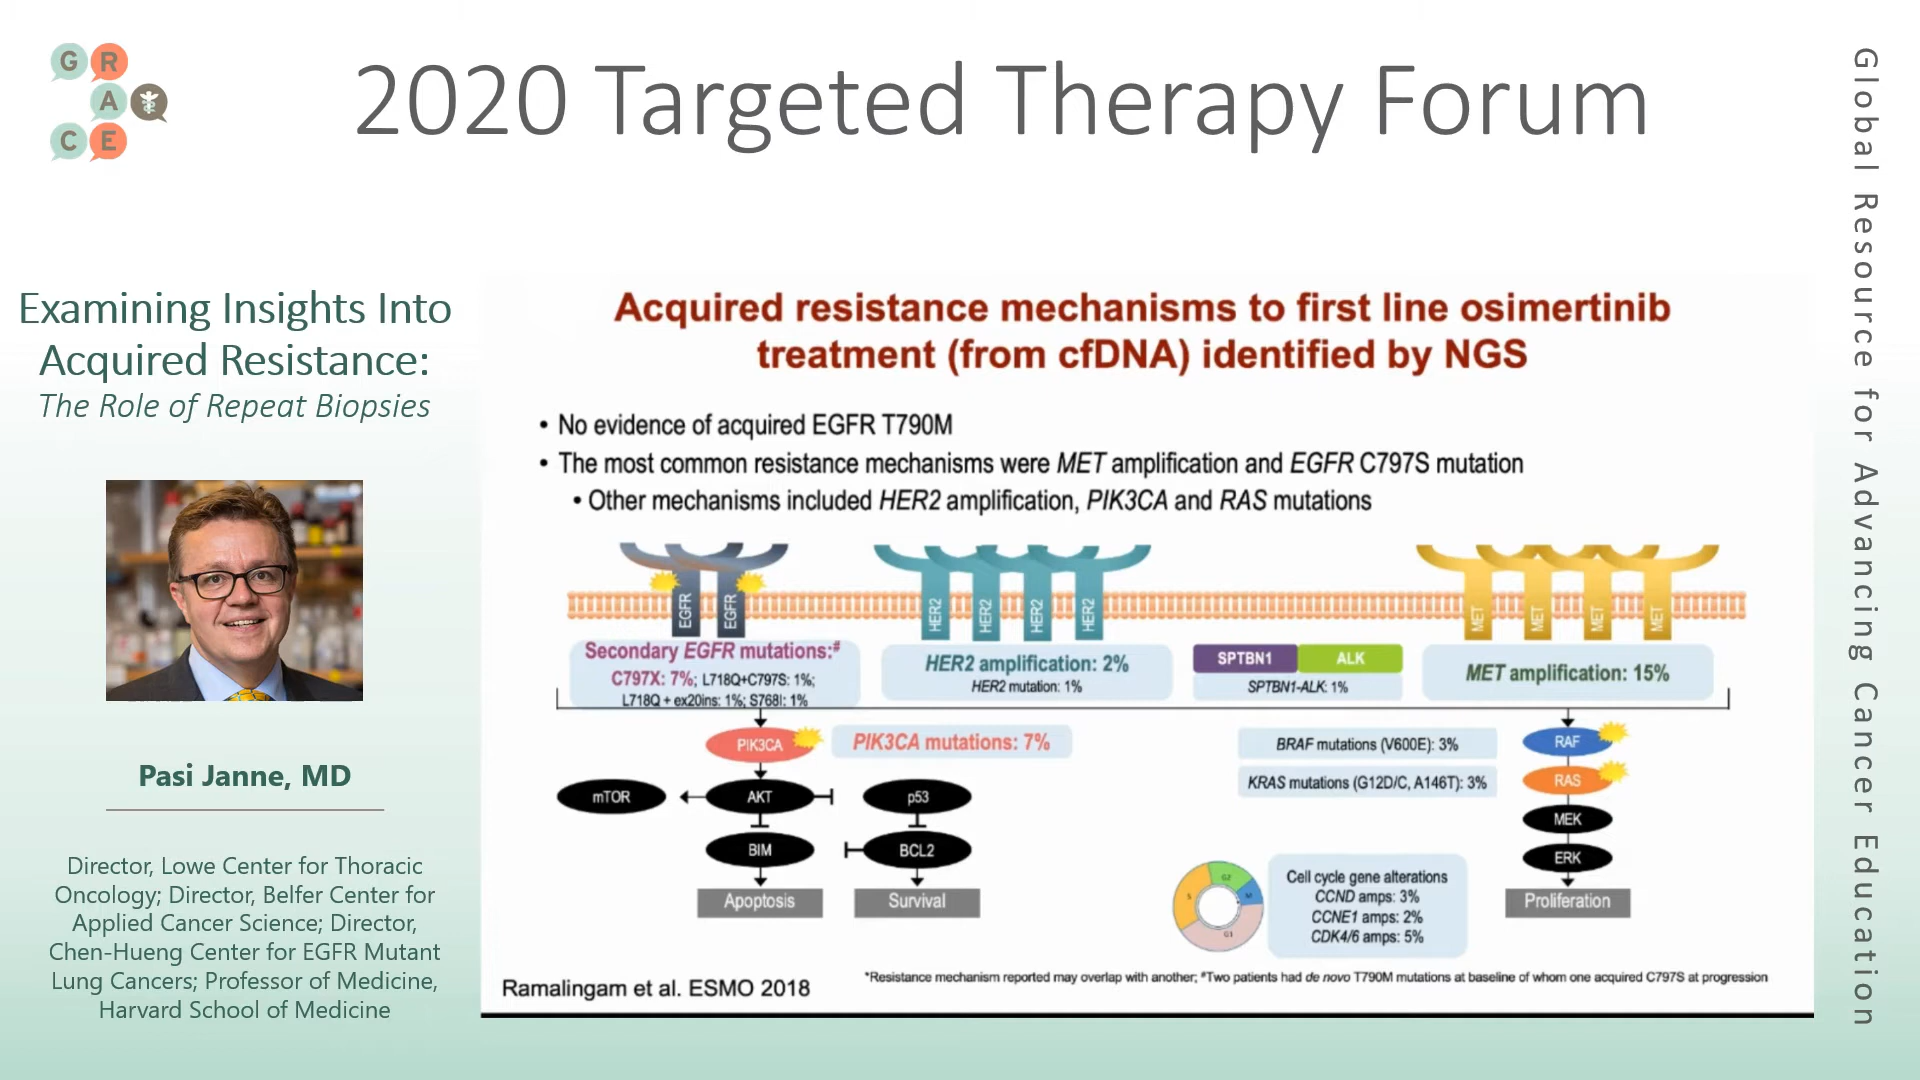 G R
A
C E
2020 Targeted Therapy Forum
Global Resource for Advancing Cancer Education
Examining Insights Into
Acquired Resistance:
The Role of Repeat Biopsies
Pasi Janne, MD
Director, Lowe Center for Thoracic
Oncology; Director, Belfer Center for
Applied Cancer Science; Director,
Chen-Hueng Center for EGFR Mutant
Lung Cancers; Professor of Medicine,
Harvard School of Medicine
Acquired resistance mechanisms to first line osimertinib
treatment (from cfDNA) identified by NGS
• No evidence of acquired EGFR T790M
• The most common resistance mechanisms were MET amplification and EGFR C797S mutation
• Other mechanisms included HER2 amplification, PIK3CA and RAS mutations
EGFR EGFR HER2 HER2 HER2 HER2 MET MET MET MET
Secondary EGFR mutations:#
C797X: 7%; L718Q+C797S: 1%;
L718Q + ex20ins: 1%; S768I: 1%
HER2 amplification: 2%
HER2 mutation: 1%
SPTBN1 ALK
SPTBN1-ALK: 1%
MET amplification: 15%
PIK3CA
PIK3CA mutations: 7%
BRAF mutations (V600E): 3%
RAF
KRAS mutations (G12D/C, A146T): 3%
RAS
mTOR AKT p53
MEK
BIM BCL2
ERK
Apoptosis Survival
Proliferation
G2
M
S
G1
Cell cycle gene alterations
CCND amps: 3%
CCNE1 amps: 2%
CDK4/6 amps: 5%
*Resistance mechanism reported may overlap with another; #Two patients had de novo T790M mutations at baseline of whom one acquired C797S at progression
Ramalingam et al. ESMO 2018